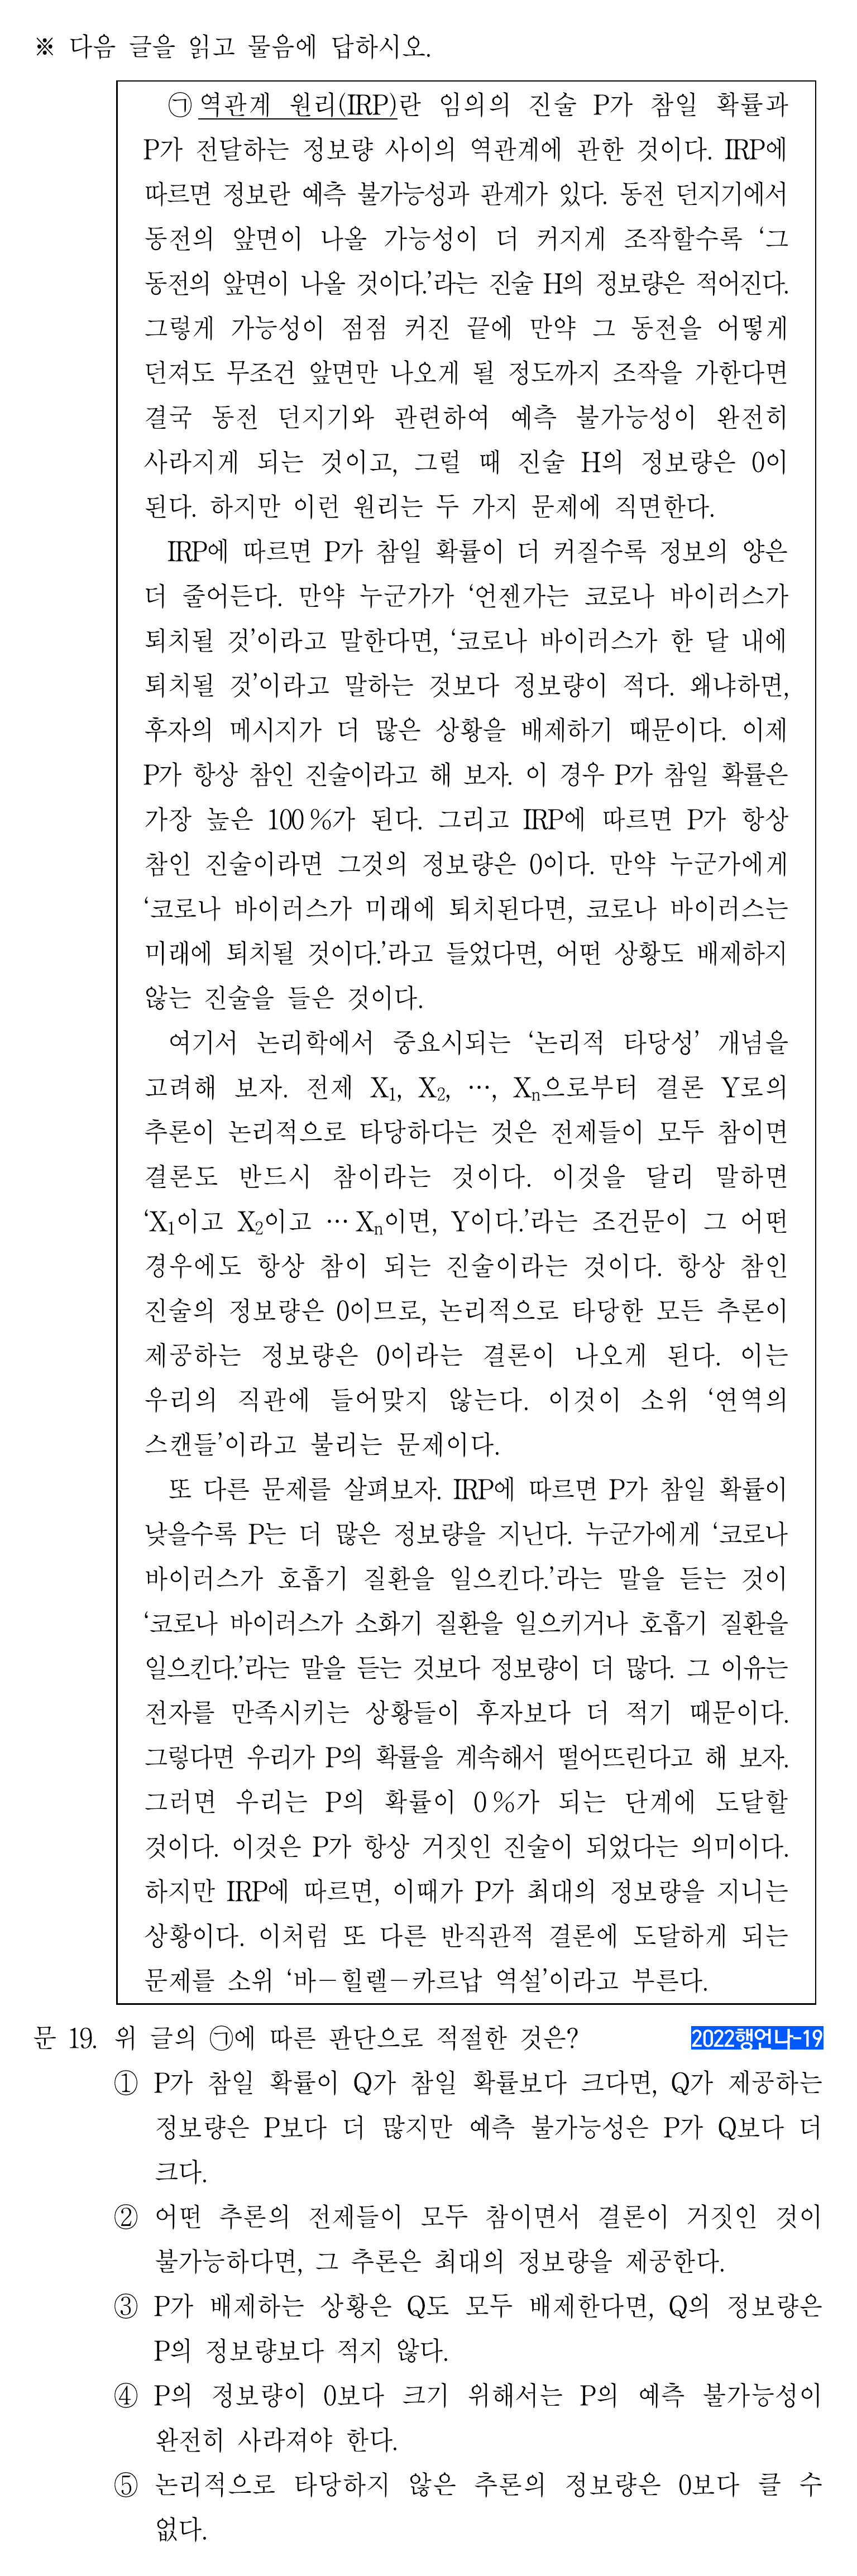 ※ 다음 글을 읽고 물음에 답하시오.
㉠ 역관계 원리(IRP)란 임의의 진술 P가 참일 확률과
P가 전달하는 정보량 사이의 역관계에 관한 것이다. IRP에
따르면 정보란 예측 불가능성과 관계가 있다. 동전 던지기에서
동전의 앞면이 나올 가능성이 더 커지게 조작할수록 ‘그
동전의 앞면이 나올 것이다.’라는 진술 H의 정보량은 적어진다.
그렇게 가능성이 점점 커진 끝에 만약 그 동전을 어떻게
던져도 무조건 앞면만 나오게 될 정도까지 조작을 가한다면
결국 동전 던지기와 관련하여 예측 불가능성이 완전히
사라지게 되는 것이고, 그럴 때 진술 H의 정보량은 0이
된다. 하지만 이런 원리는 두 가지 문제에 직면한다.
IRP에 따르면 P가 참일 확률이 더 커질수록 정보의 양은
더 줄어든다. 만약 누군가가 ‘언젠가는 코로나 바이러스가
퇴치될 것’이라고 말한다면, ‘코로나 바이러스가 한 달 내에
퇴치될 것’이라고 말하는 것보다 정보량이 적다. 왜냐하면,
후자의 메시지가 더 많은 상황을 배제하기 때문이다. 이제
P가 항상 참인 진술이라고 해 보자. 이 경우 P가 참일 확률은
가장 높은 100 %가 된다. 그리고 IRP에 따르면 P가 항상
참인 진술이라면 그것의 정보량은 0이다. 만약 누군가에게
‘코로나 바이러스가 미래에 퇴치된다면, 코로나 바이러스는
미래에 퇴치될 것이다.’라고 들었다면, 어떤 상황도 배제하지
않는 진술을 들은 것이다.
여기서 논리학에서 중요시되는 ‘논리적 타당성’ 개념을
고려해 보자. 전제 X₁, X₂, …, Xₙ으로부터 결론 Y로의
추론이 논리적으로 타당하다는 것은 전제들이 모두 참이면
결론도 반드시 참이라는 것이다. 이것을 달리 말하면
‘X₁이고 X₂이고 … Xₙ이면, Y이다.’라는 조건문이 그 어떤
경우에도 항상 참이 되는 진술이라는 것이다. 항상 참인
진술의 정보량은 0이므로, 논리적으로 타당한 모든 추론이
제공하는 정보량은 0이라는 결론이 나오게 된다. 이는
우리의 직관에 들어맞지 않는다. 이것이 소위 ‘연역의
스캔들’이라고 불리는 문제이다.
또 다른 문제를 살펴보자. IRP에 따르면 P가 참일 확률이
낮을수록 P는 더 많은 정보량을 지닌다. 누군가에게 ‘코로나
바이러스가 호흡기 질환을 일으킨다.’라는 말을 듣는 것이
‘코로나 바이러스가 소화기 질환을 일으키거나 호흡기 질환을
일으킨다.’라는 말을 듣는 것보다 정보량이 더 많다. 그 이유는
전자를 만족시키는 상황들이 후자보다 더 적기 때문이다.
그렇다면 우리가 P의 확률을 계속해서 떨어뜨린다고 해 보자.
그러면 우리는 P의 확률이 0 %가 되는 단계에 도달할
것이다. 이것은 P가 항상 거짓인 진술이 되었다는 의미이다.
하지만 IRP에 따르면, 이때가 P가 최대의 정보량을 지니는
상황이다. 이처럼 또 다른 반직관적 결론에 도달하게 되는
문제를 소위 ‘바-힐렐-카르납 역설’이라고 부른다.
문 19. 위 글의 ㉠에 따른 판단으로 적절한 것은? 2022행언나-19
① P가 참일 확률이 Q가 참일 확률보다 크다면, Q가 제공하는
정보량은 P보다 더 많지만 예측 불가능성은 P가 Q보다 더
크다.
② 어떤 추론의 전제들이 모두 참이면서 결론이 거짓인 것이
불가능하다면, 그 추론은 최대의 정보량을 제공한다.
③ P가 배제하는 상황은 Q도 모두 배제한다면, Q의 정보량은
P의 정보량보다 적지 않다.
④ P의 정보량이 0보다 크기 위해서는 P의 예측 불가능성이
완전히 사라져야 한다.
⑤ 논리적으로 타당하지 않은 추론의 정보량은 0보다 클 수
없다.